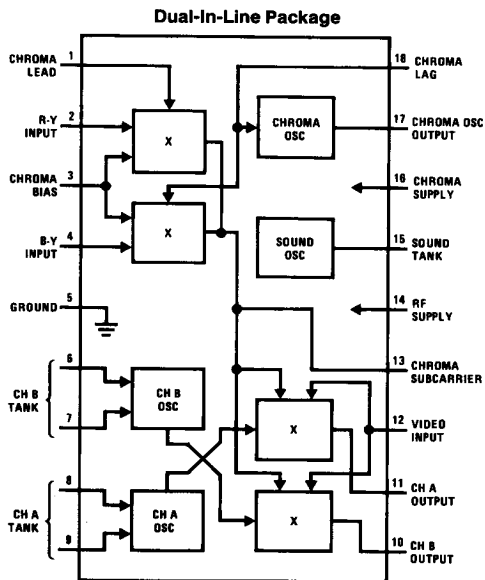 Dual-In-Line Package
CHROMA
LEAD
1
R-Y
INPUT
2
CHROMA
BIAS
3
B-Y
INPUT
4
GROUND
5
6
CH B
TANK
7
8
CH A
TANK
9
X
X
CHROMA
OSC
SOUND
OSC
CH B
OSC
CH A
OSC
X
X
18
CHROMA
LAG
17
CHROMA OSC
OUTPUT
16
CHROMA
SUPPLY
15
SOUND
TANK
14
RF
SUPPLY
13
CHROMA
SUBCARRIER
12
VIDEO
INPUT
11
CH A
OUTPUT
10
CH B
OUTPUT